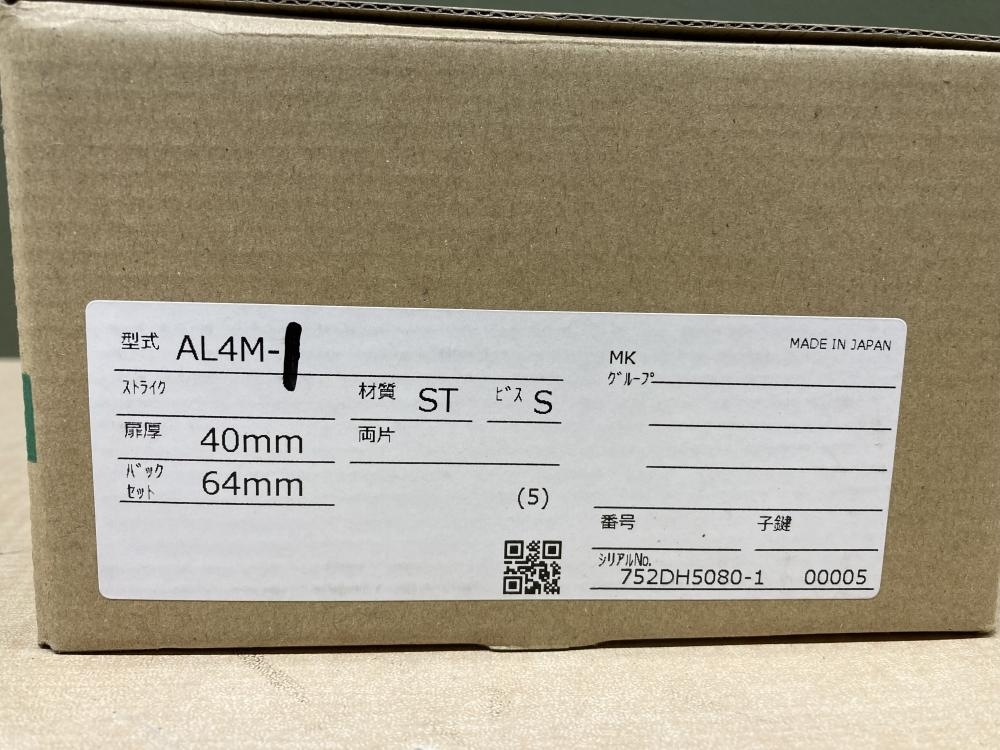 型式 AL4M-
MADE IN JAPAN
MK
グループ
ストライク
材質 ST
ビス S
扉厚 40mm
両片
バック
セット 64mm
(5)
番号
子鍵
シリアルNo.
752DH5080-1 00005